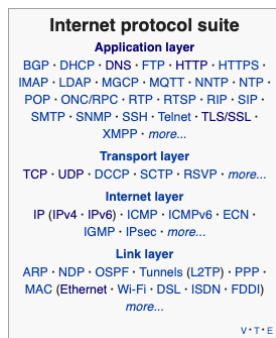 Internet protocol suite
Application layer
BGP · DHCP · DNS · FTP · HTTP · HTTPS ·
IMAP · LDAP · MGCP · MQTT · NNTP · NTP ·
POP · ONC/RPC · RTP · RTSP · RIP · SIP ·
SMTP · SNMP · SSH · Telnet · TLS/SSL ·
XMPP · more...
Transport layer
TCP · UDP · DCCP · SCTP · RSVP · more...
Internet layer
IP (IPv4 · IPv6) · ICMP · ICMPv6 · ECN ·
IGMP · IPsec · more...
Link layer
ARP · NDP · OSPF · Tunnels (L2TP) · PPP ·
MAC (Ethernet · Wi-Fi · DSL · ISDN · FDDI)
more...
V · T · E